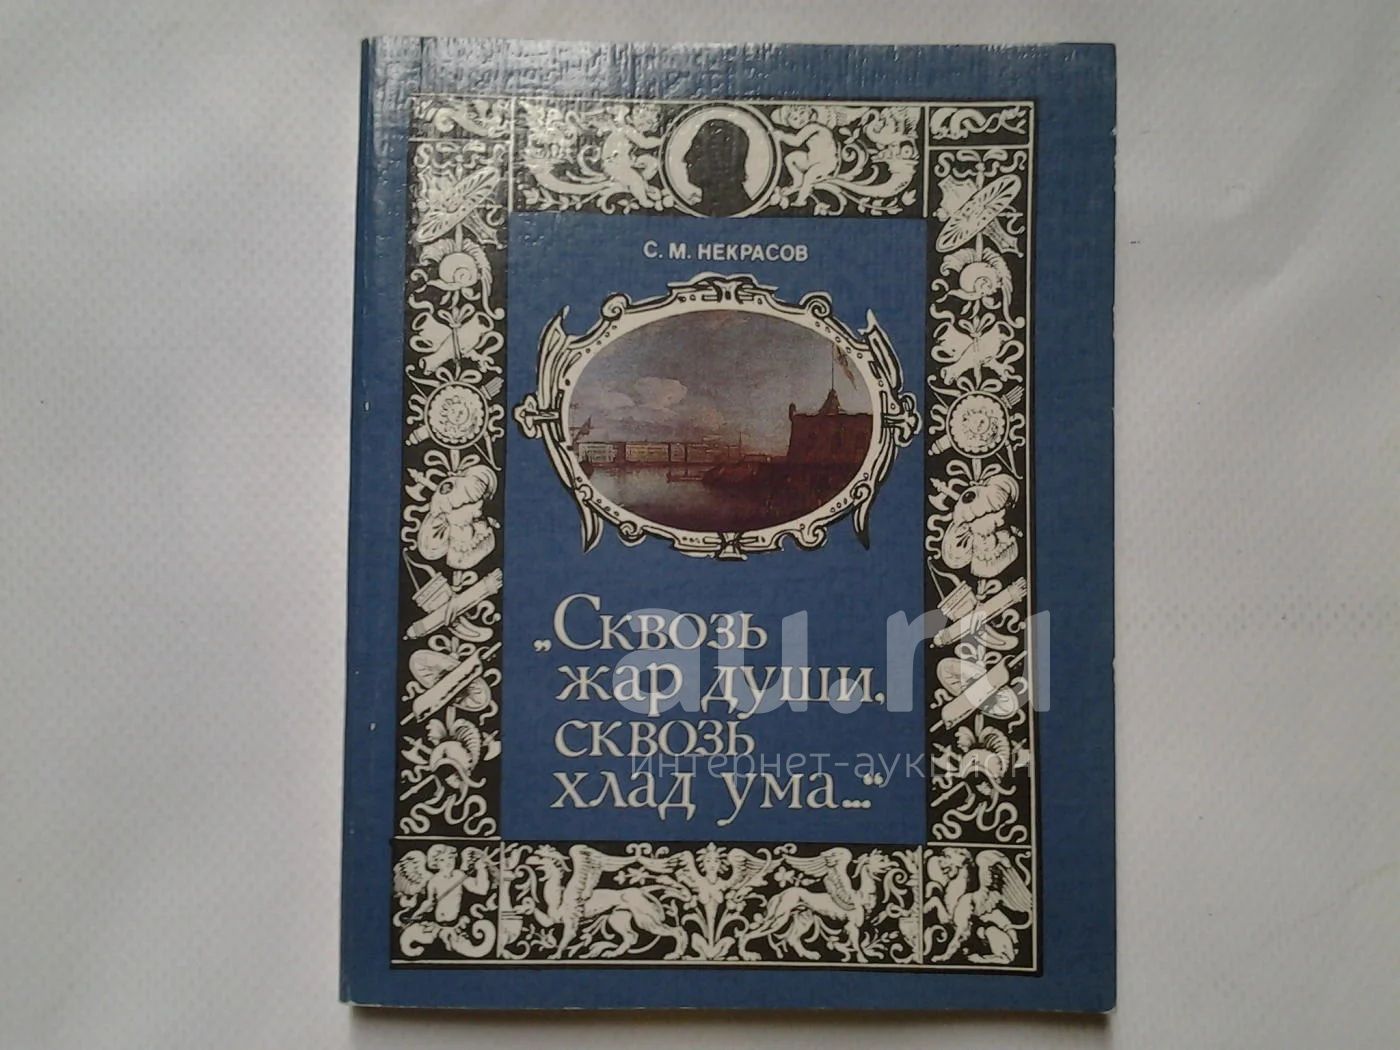 С. М. НЕКРАСОВ
„Сквозь
жар души,
сквозь
хлад ума..."
au.ru
интернет-аукцион